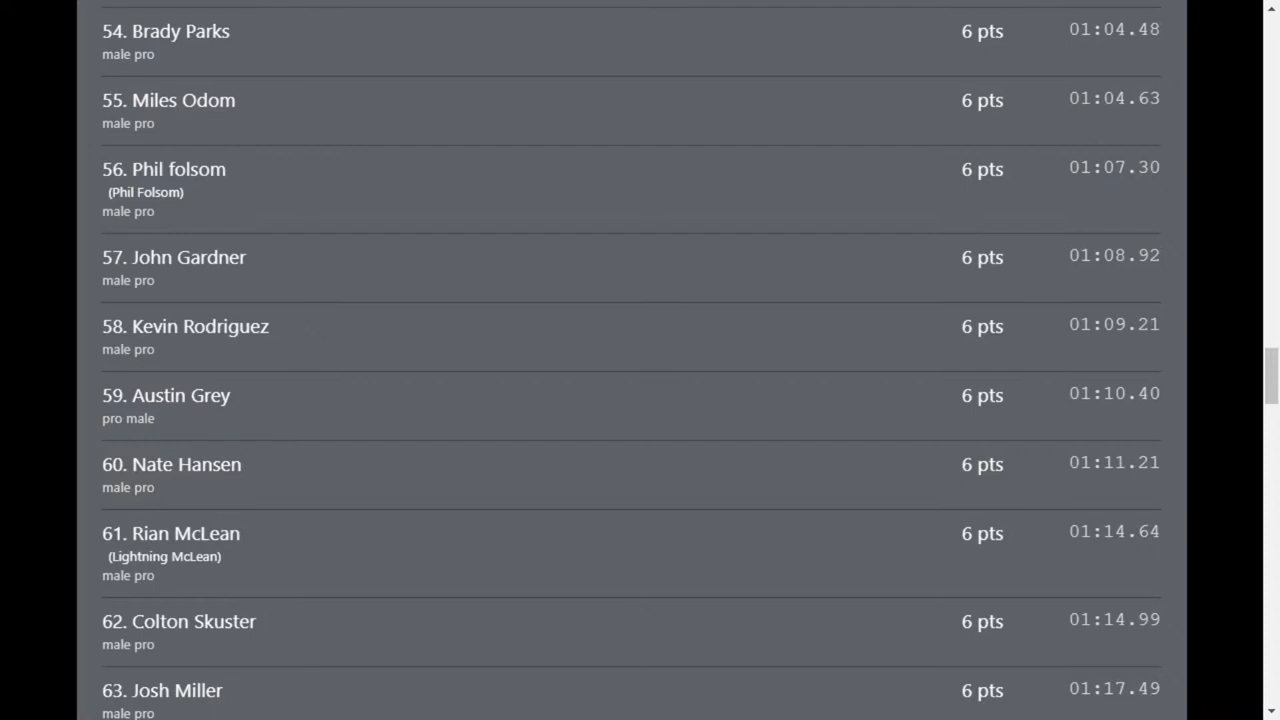 54. Brady Parks 6 pts 01:04.48
male pro
55. Miles Odom 6 pts 01:04.63
male pro
56. Phil folsom 6 pts 01:07.30
(Phil Folsom)
male pro
57. John Gardner 6 pts 01:08.92
male pro
58. Kevin Rodriguez 6 pts 01:09.21
male pro
59. Austin Grey 6 pts 01:10.40
pro male
60. Nate Hansen 6 pts 01:11.21
male pro
61. Rian McLean 6 pts 01:14.64
(Lightning McLean)
male pro
62. Colton Skuster 6 pts 01:14.99
male pro
63. Josh Miller 6 pts 01:17.49
male pro